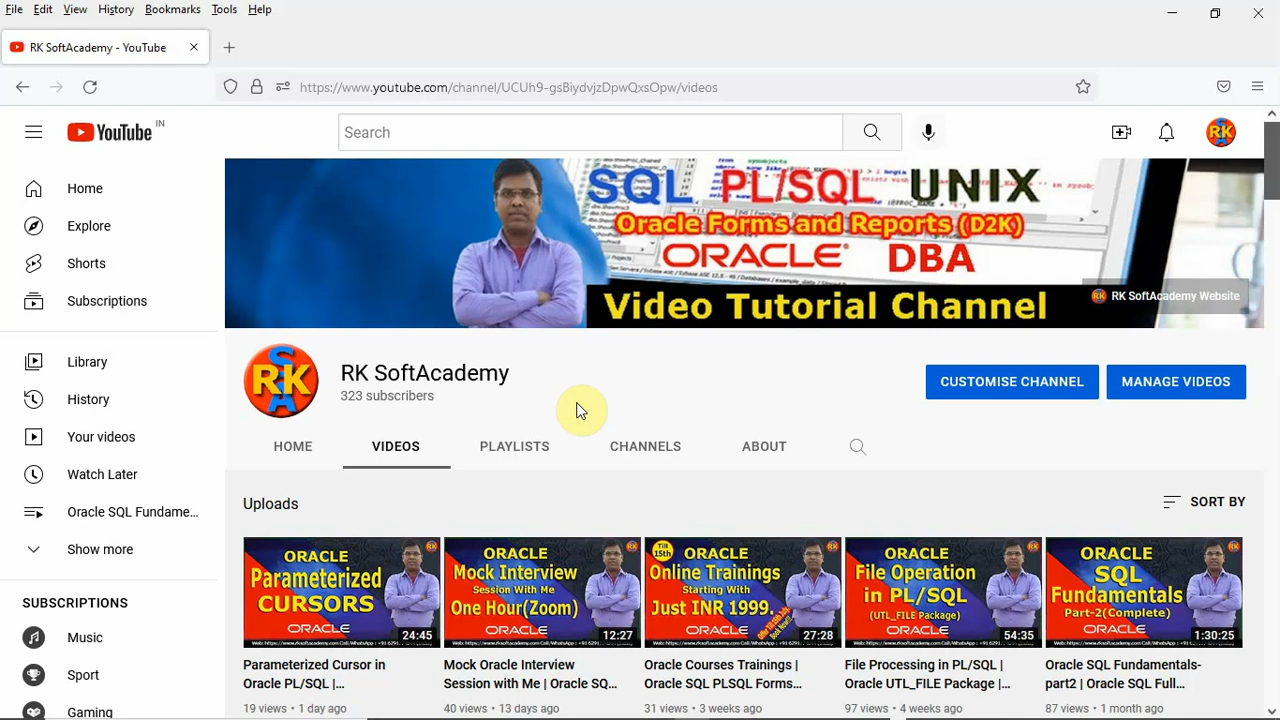 File Edit View History Bookmarks Tools Help
RK SoftAcademy - YouTube
https://www.youtube.com/channel/UCUh9-gsBiydvjzDpwQxsOpw/videos
YouTube IN
Search
RK
Home
Explore
Shorts
Subscriptions
Library
History
Your videos
Watch Later
Oracle SQL Fundame...
Show more
SUBSCRIPTIONS
Music
Sport
Gaming
SQL PL/SQL UNIX
Oracle Forms and Reports (D2K)
ORACLE DBA
Video Tutorial Channel
RK SoftAcademy Website
S
RK
A
RK SoftAcademy
323 subscribers
CUSTOMISE CHANNEL
MANAGE VIDEOS
HOME VIDEOS PLAYLISTS CHANNELS ABOUT
Uploads
SORT BY
ORACLE
Parameterized
CURSORS
ORACLE
24:45
Parameterized Cursor in
Oracle PL/SQL |...
19 views • 1 day ago
ORACLE
Mock Interview
Session With Me
One Hour(Zoom)
ORACLE
12:27
Mock Oracle Interview
Session with Me | Oracle SQ...
40 views • 13 days ago
Till
15th
ORACLE
Online Trainings
Starting With
Just INR 1999.
ORACLE
27:28
Oracle Courses Trainings |
Oracle SQL PLSQL Forms...
31 views • 3 weeks ago
ORACLE
File Operation
in PL/SQL
(UTL_FILE Package)
ORACLE
54:35
File Processing in PL/SQL |
Oracle UTL_FILE Package |...
97 views • 4 weeks ago
ORACLE
SQL
Fundamentals
Part-2(Complete)
ORACLE
1:30:25
Oracle SQL Fundamentals-
part2 | Oracle SQL Full...
87 views • 1 month ago